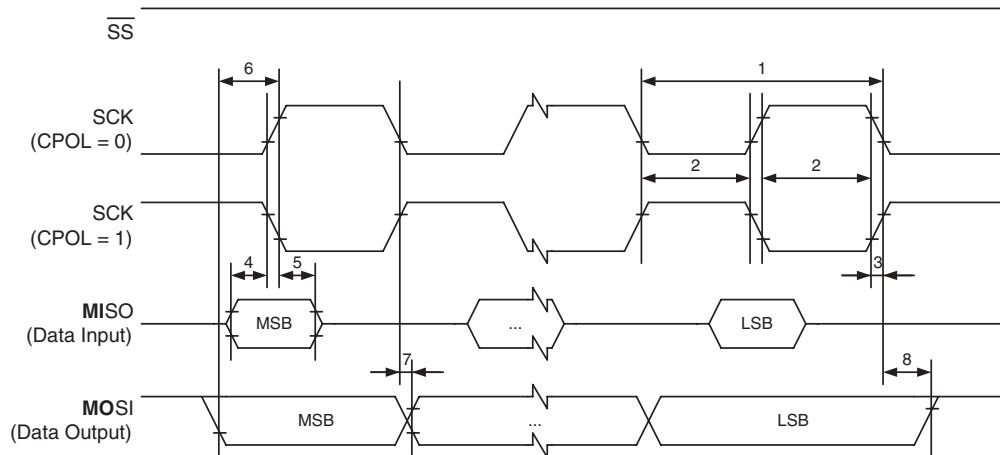 SS
6
1
SCK
(CPOL = 0)
2
2
SCK
(CPOL = 1)
4
5
3
MISO
(Data Input)
MSB
...
LSB
7
8
MOSI
(Data Output)
MSB
...
LSB